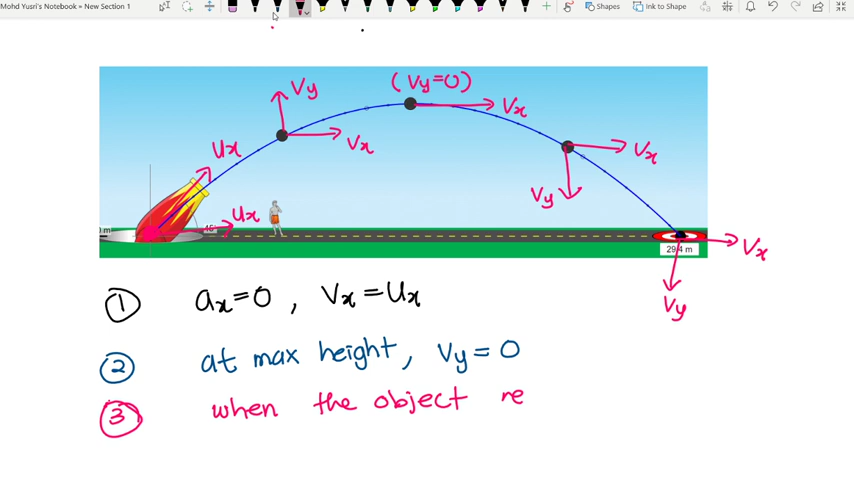 Mohd Yusri's Notebook » New Section 1
Shapes
Ink to Shape
(Vy=0)
Vy
Vx
Vx
Ux
Vx
Vy
Ux
45°
29.4 m
Vx
Vy
① ax=0, Vx=Ux
② at max height, Vy=0
③ when the object re